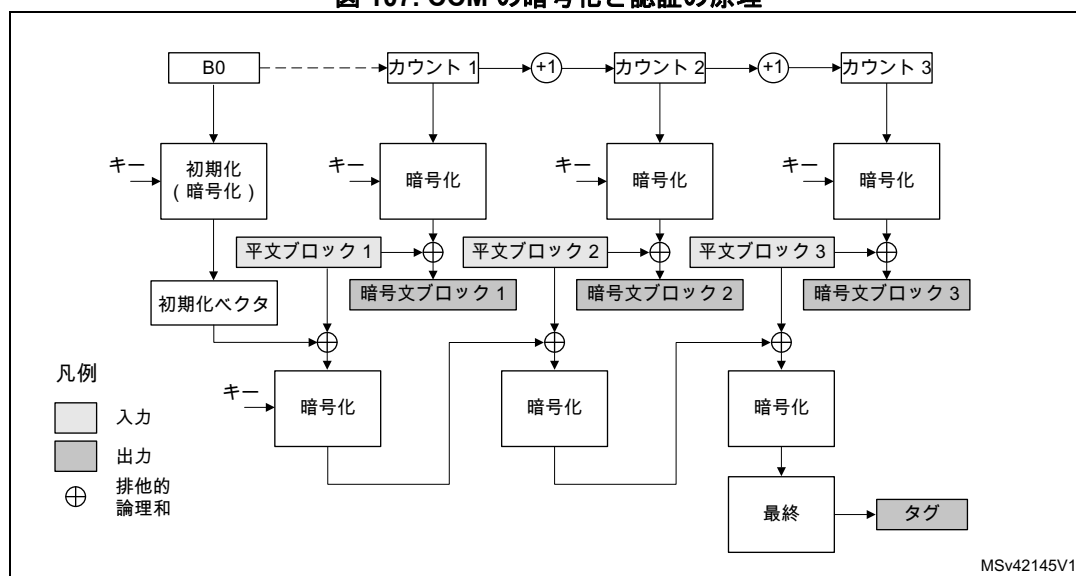 図 107. CCM の暗号化と認証の原理
B0
カウント 1
+1
カウント 2
+1
カウント 3
キー
初期化
( 暗号化 )
キー
暗号化
キー
暗号化
キー
暗号化
平文ブロック 1
平文ブロック 2
平文ブロック 3
暗号文ブロック 1
暗号文ブロック 2
暗号文ブロック 3
初期化ベクタ
キー
暗号化
暗号化
暗号化
凡例
入力
出力
排他的
論理和
最終
タグ
MSv42145V1